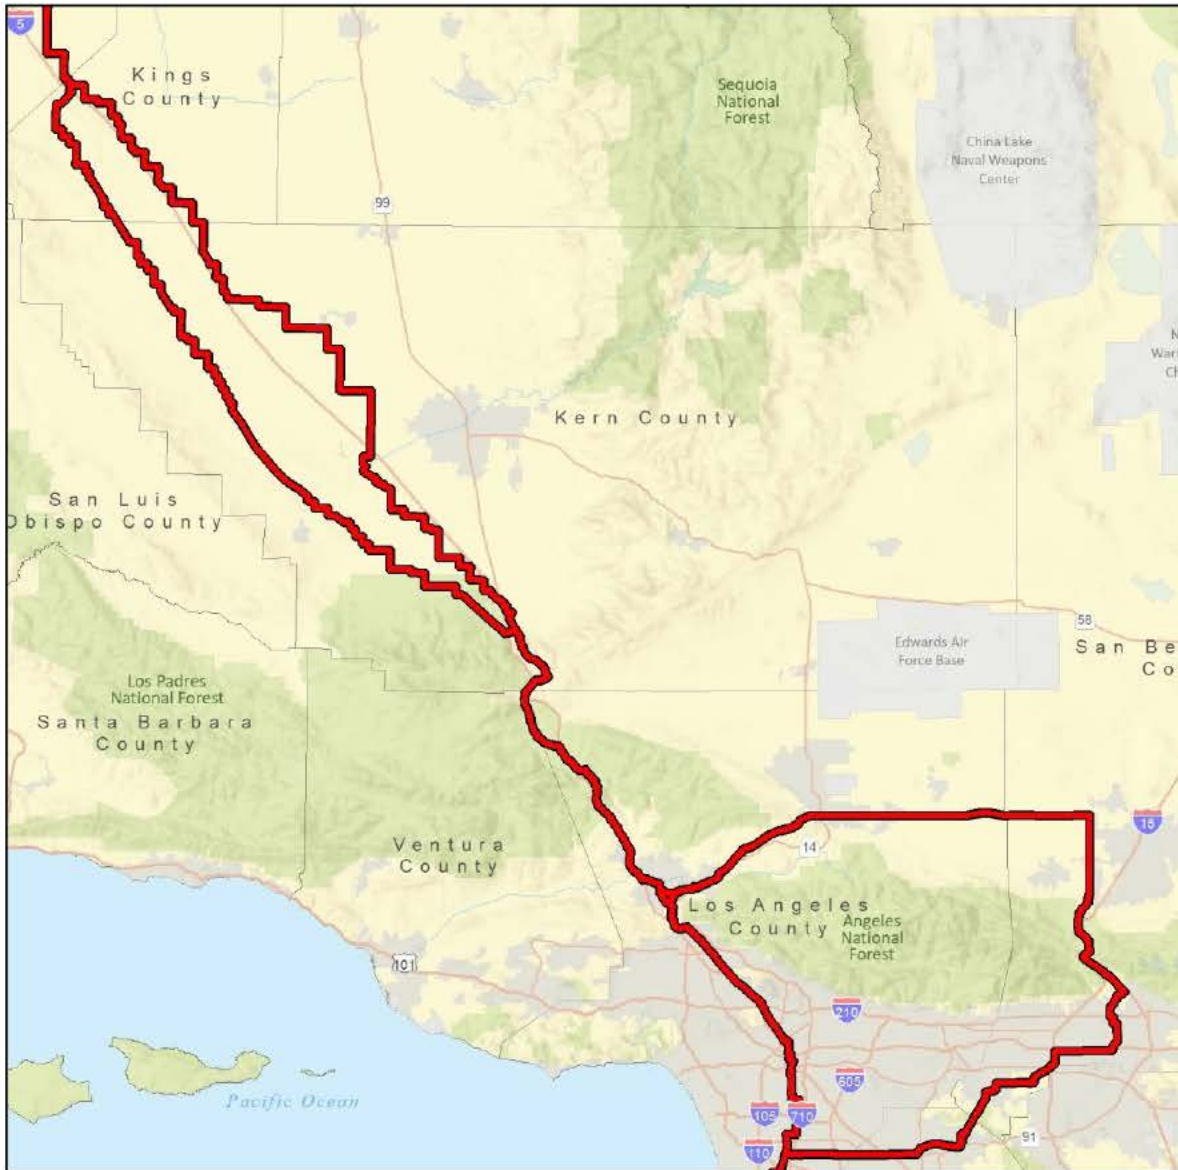 5
Kings
County
Sequoia
National
Forest
China Lake
Naval Weapons
Center
99
N
War
Ch
Kern County
San Luis
Obispo County
58
Edwards Air
Force Base
San Be
Co
Los Padres
National Forest
Santa Barbara
County
15
Ventura
County
14
Los Angeles
County
Angeles
National
Forest
101
210
605
Pacific Ocean
105
710
91
110